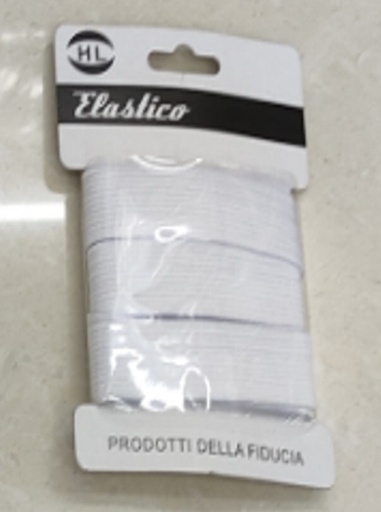 HL
Elastico
PRODOTTI DELLA FIDUCIA